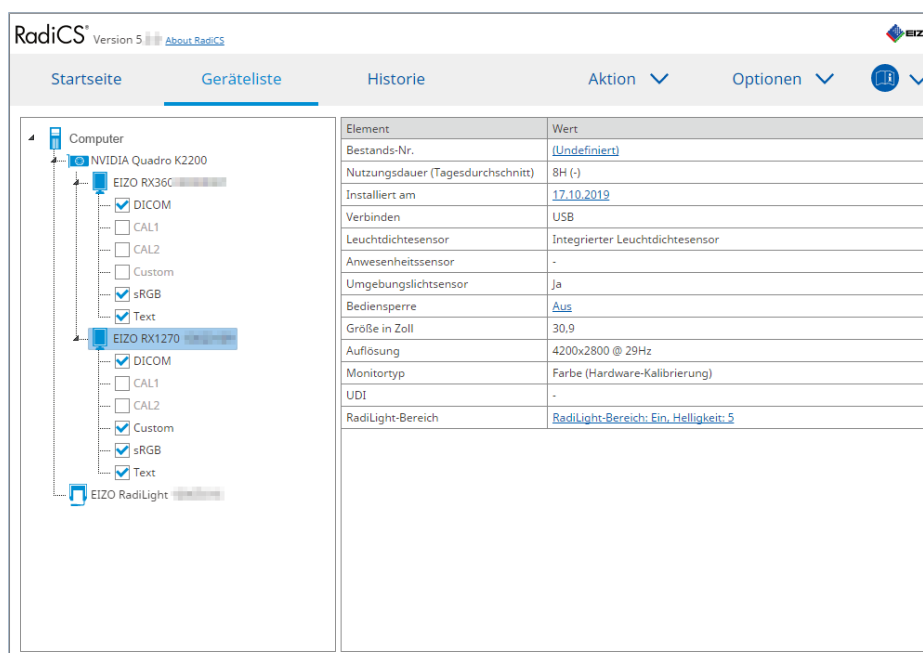 RadiCS® Version 5. About RadiCS
Startseite Geräteliste Historie Aktion Optionen
Computer
NVIDIA Quadro K2200
EIZO RX360
DICOM
CAL1
CAL2
Custom
sRGB
Text
EIZO RX1270
DICOM
CAL1
CAL2
Custom
sRGB
Text
EIZO RadiLight
Element Wert
Bestands-Nr. (Undefiniert)
Nutzungsdauer (Tagesdurchschnitt) 8H (-)
Installiert am 17.10.2019
Verbinden USB
Leuchtdichtesensor Integrierter Leuchtdichtesensor
Anwesenheitssensor -
Umgebungslichtsensor Ja
Bediensperre Aus
Größe in Zoll 30,9
Auflösung 4200x2800 @ 29Hz
Monitortyp Farbe (Hardware-Kalibrierung)
UDI -
RadiLight-Bereich RadiLight-Bereich: Ein, Helligkeit: 5